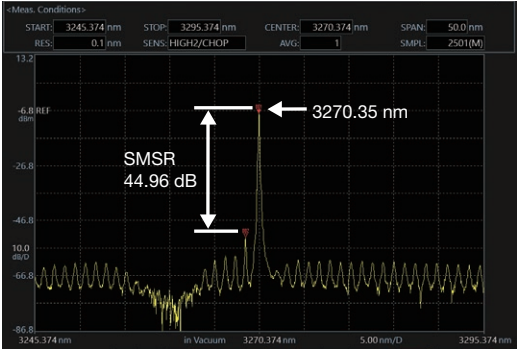 <Meas. Conditions>
START: 3245.374 nm STOP: 3295.374 nm CENTER: 3270.374 nm SPAN: 50.0 nm
RES: 0.1 nm SENS: HIGH2/CHOP AVG: 1 SMPL: 2501(M)
13.2
-6.8 REF
dBm
3270.35 nm
SMSR
44.96 dB
-26.8
-46.8
10.0
dB/D
-66.8
-86.8
3245.374 nm in Vacuum 3270.374 nm 5.00 nm/D 3295.374 nm